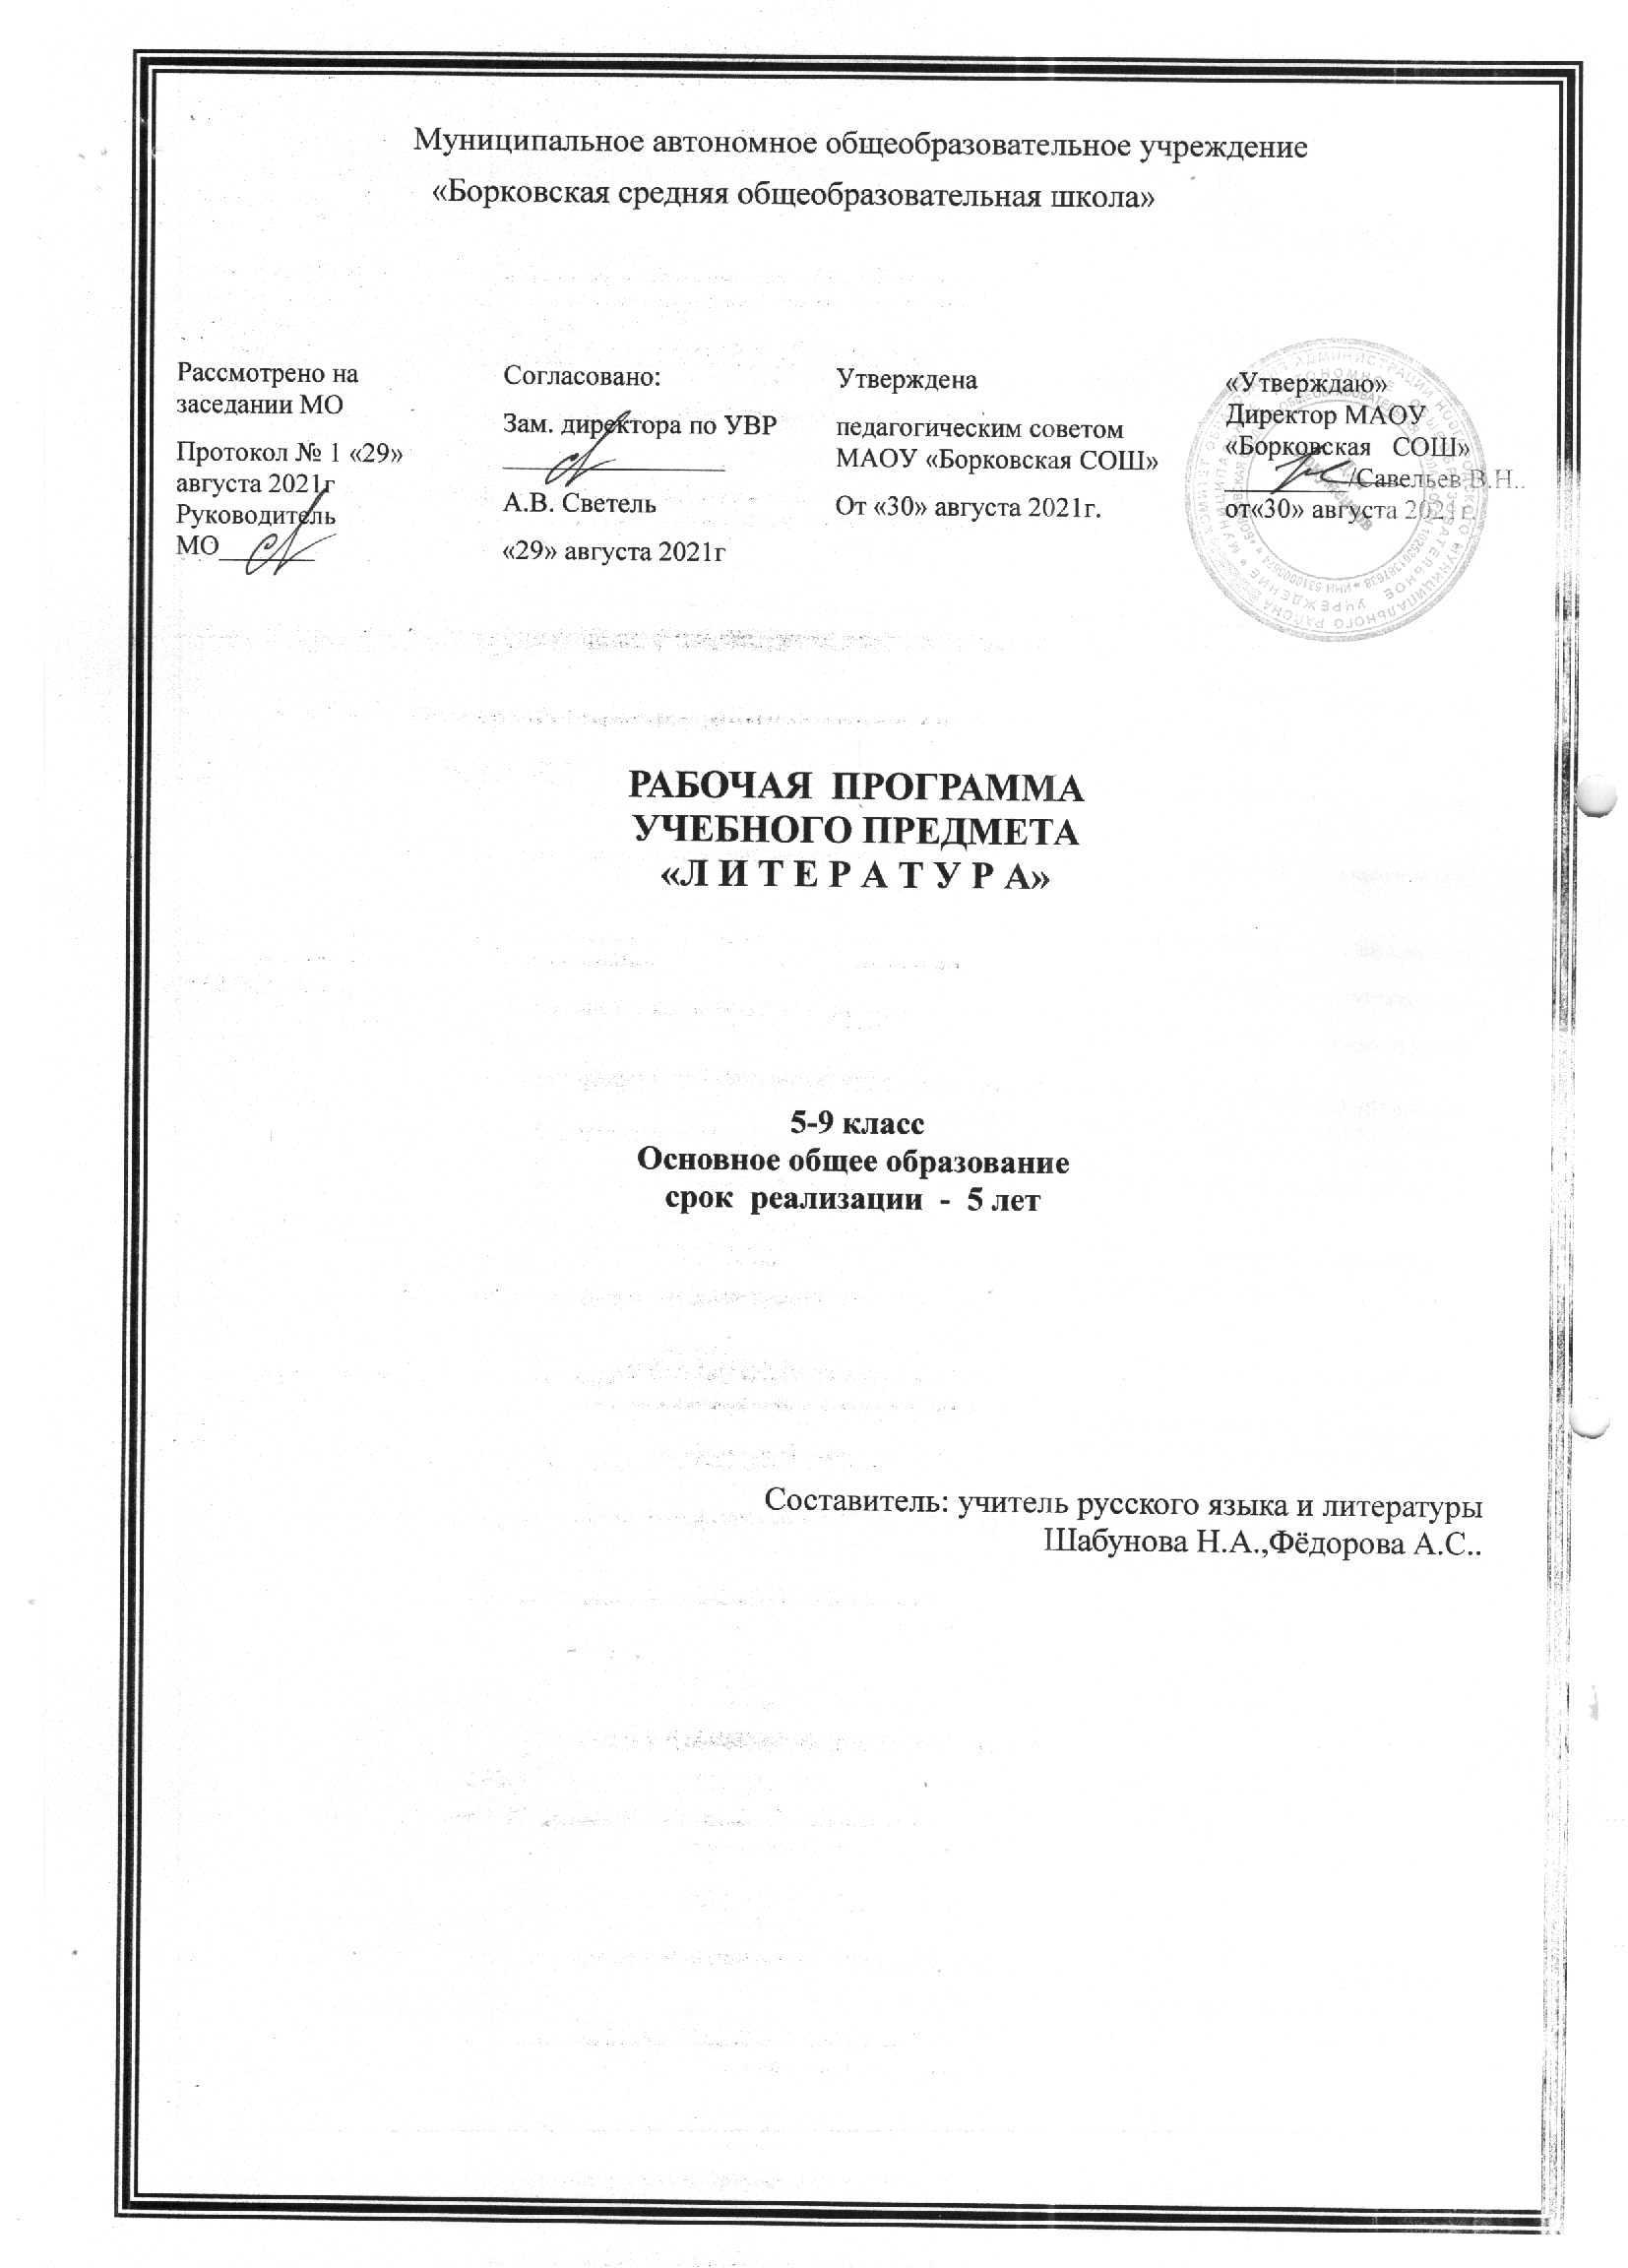 Муниципальное автономное общеобразовательное учреждение
«Борковская средняя общеобразовательная школа»
Рассмотрено на
заседании МО
Протокол № 1 «29»
августа 2021г
Руководитель
МО_______
Согласовано:
Зам. директора по УВР
________________
А.В. Светель
«29» августа 2021г
Утверждена
педагогическим советом
МАОУ «Борковская СОШ»
От «30» августа 2021г.
«Утверждаю»
Директор МАОУ
«Борковская СОШ»
_________/Савельев В.Н..
от«30» августа 2021г.
РАБОЧАЯ ПРОГРАММА
УЧЕБНОГО ПРЕДМЕТА
«Л И Т Е Р А Т У Р А»
5-9 класс
Основное общее образование
срок реализации - 5 лет
Составитель: учитель русского языка и литературы
Шабунова Н.А.,Фёдорова А.С..